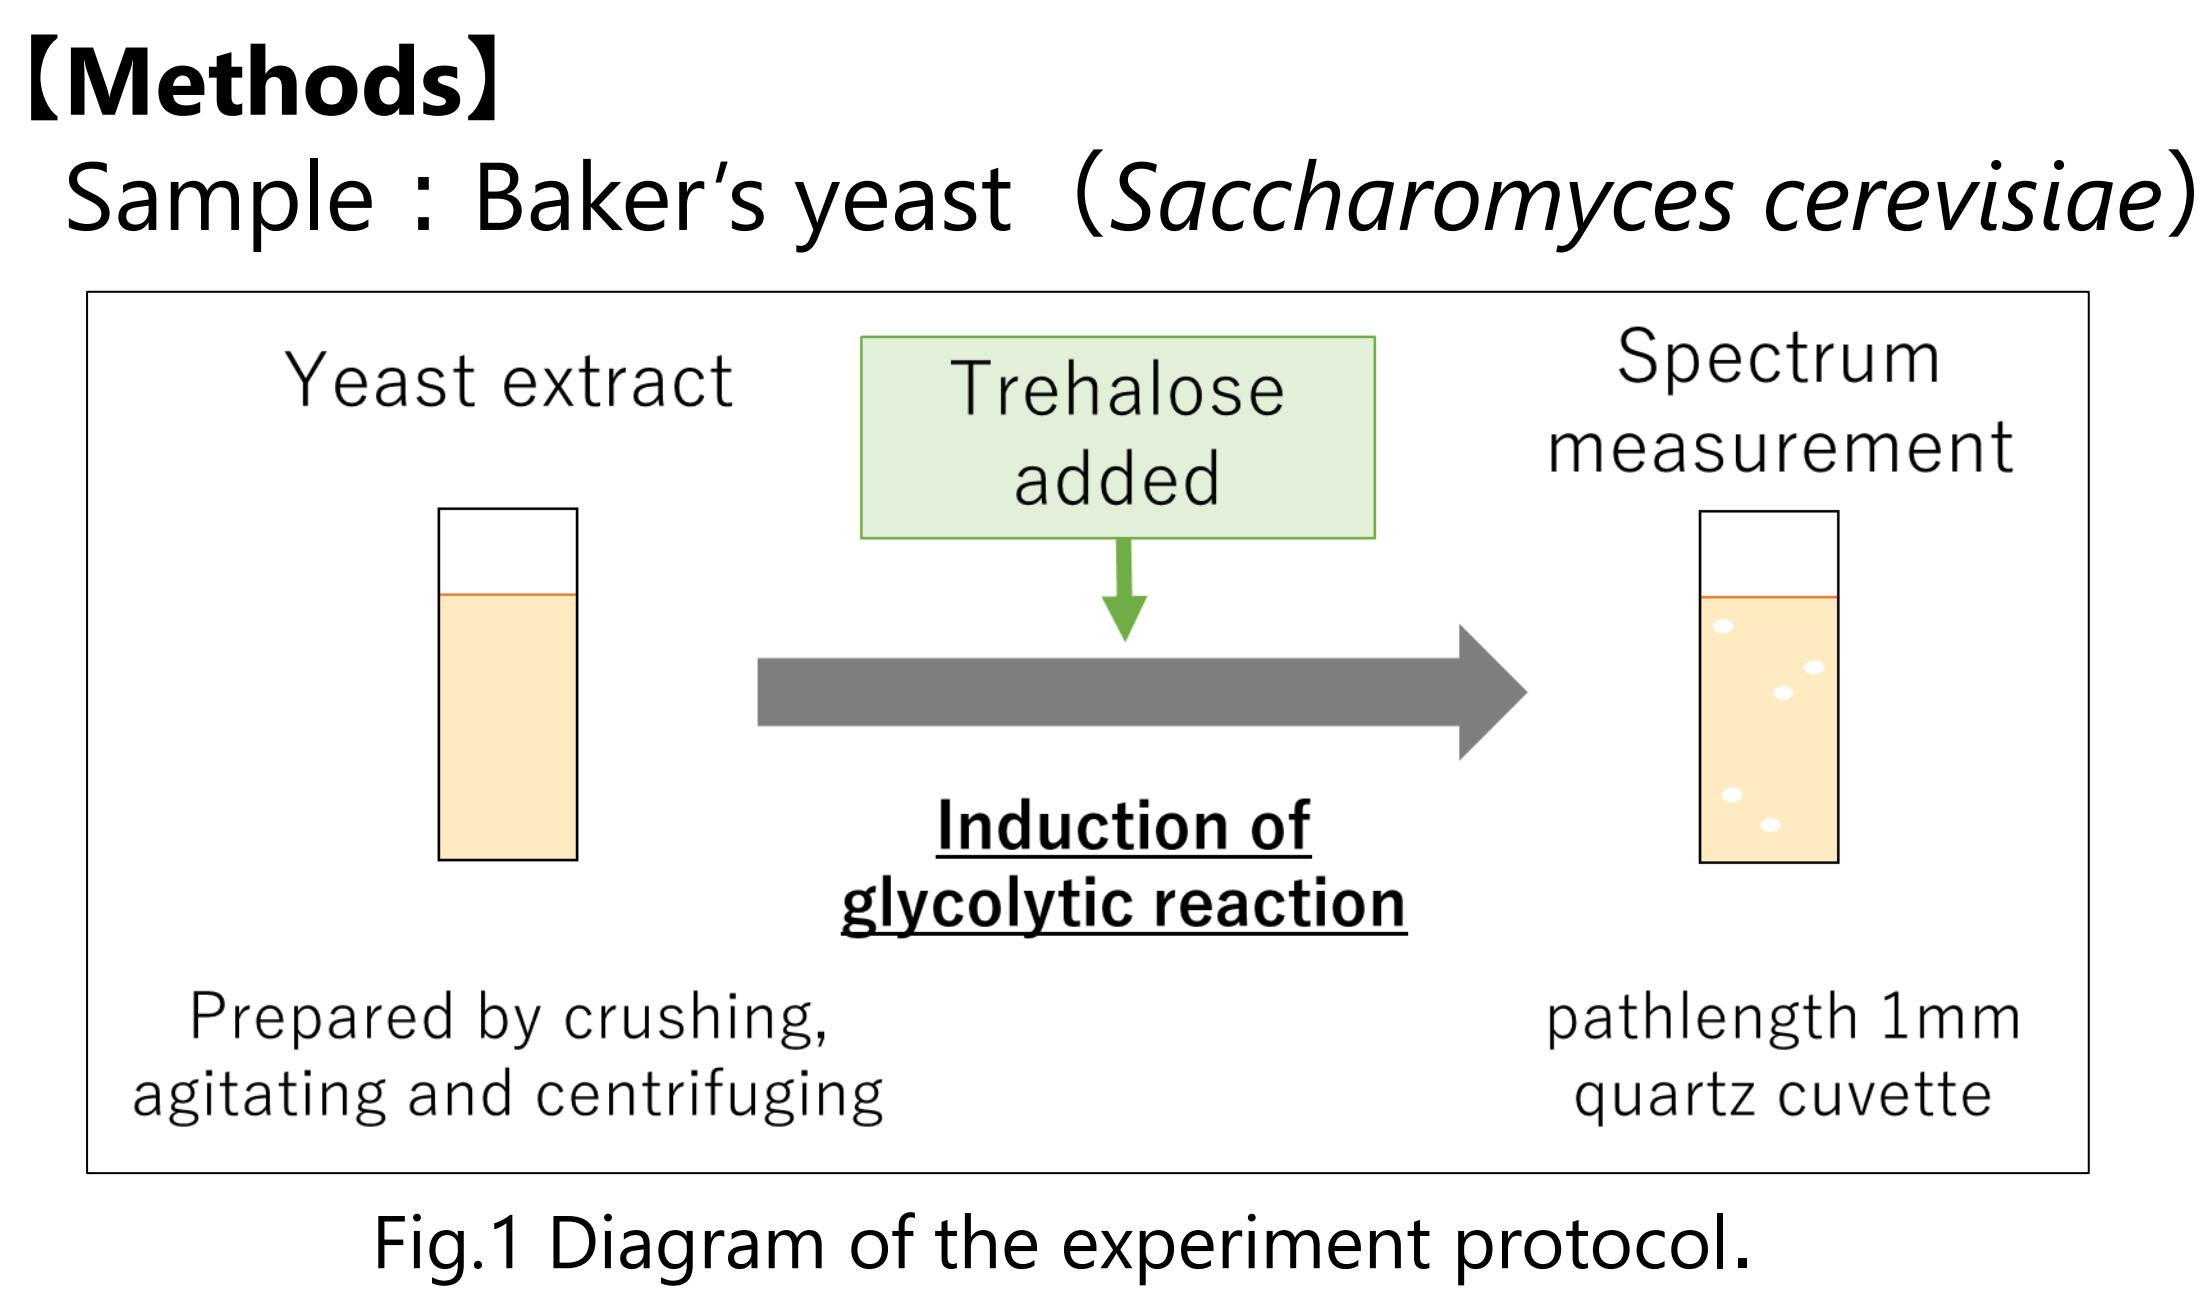 【Methods】
Sample：Baker’s yeast（Saccharomyces cerevisiae）
Yeast extract
Trehalose
added
Spectrum
measurement
Induction of
glycolytic reaction
Prepared by crushing,
agitating and centrifuging
pathlength 1mm
quartz cuvette
Fig.1 Diagram of the experiment protocol.